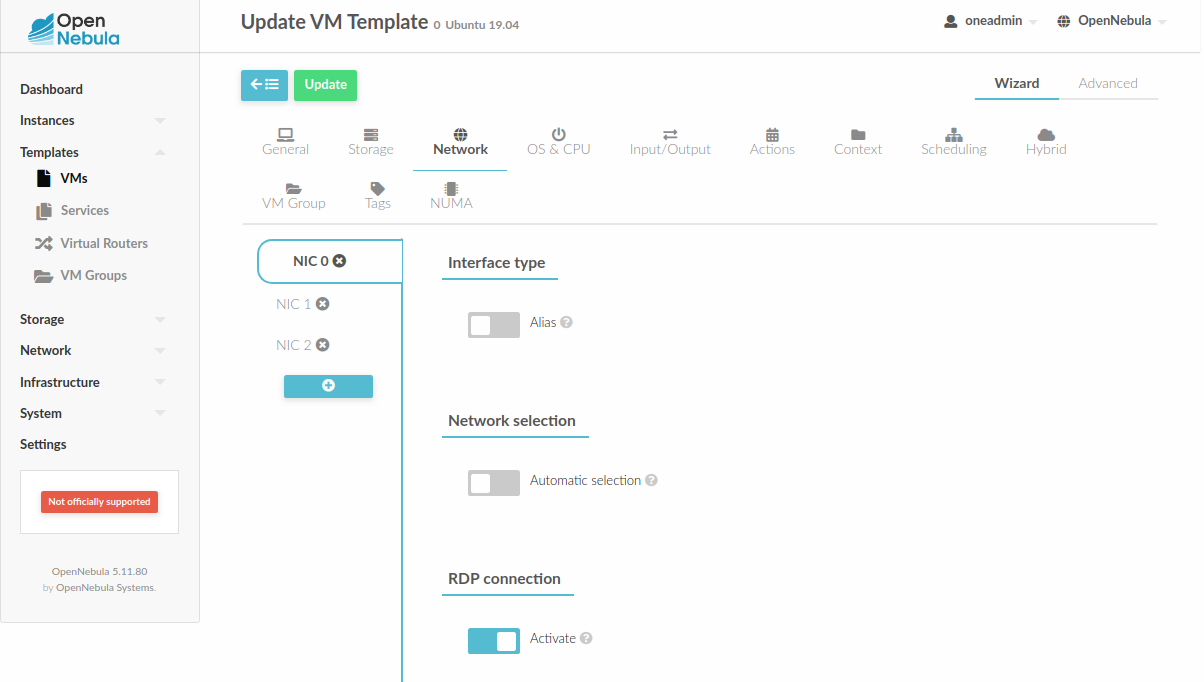 Open
Nebula
Update VM Template 0 Ubuntu 19.04
oneadmin
OpenNebula
Dashboard
Instances
Templates
VMs
Services
Virtual Routers
VM Groups
Storage
Network
Infrastructure
System
Settings
Not officially supported
OpenNebula 5.11.80
by OpenNebula Systems.
Update
Wizard
Advanced
General
Storage
Network
OS & CPU
Input/Output
Actions
Context
Scheduling
Hybrid
VM Group
Tags
NUMA
NIC 0
NIC 1
NIC 2
Interface type
Alias
Network selection
Automatic selection
RDP connection
Activate